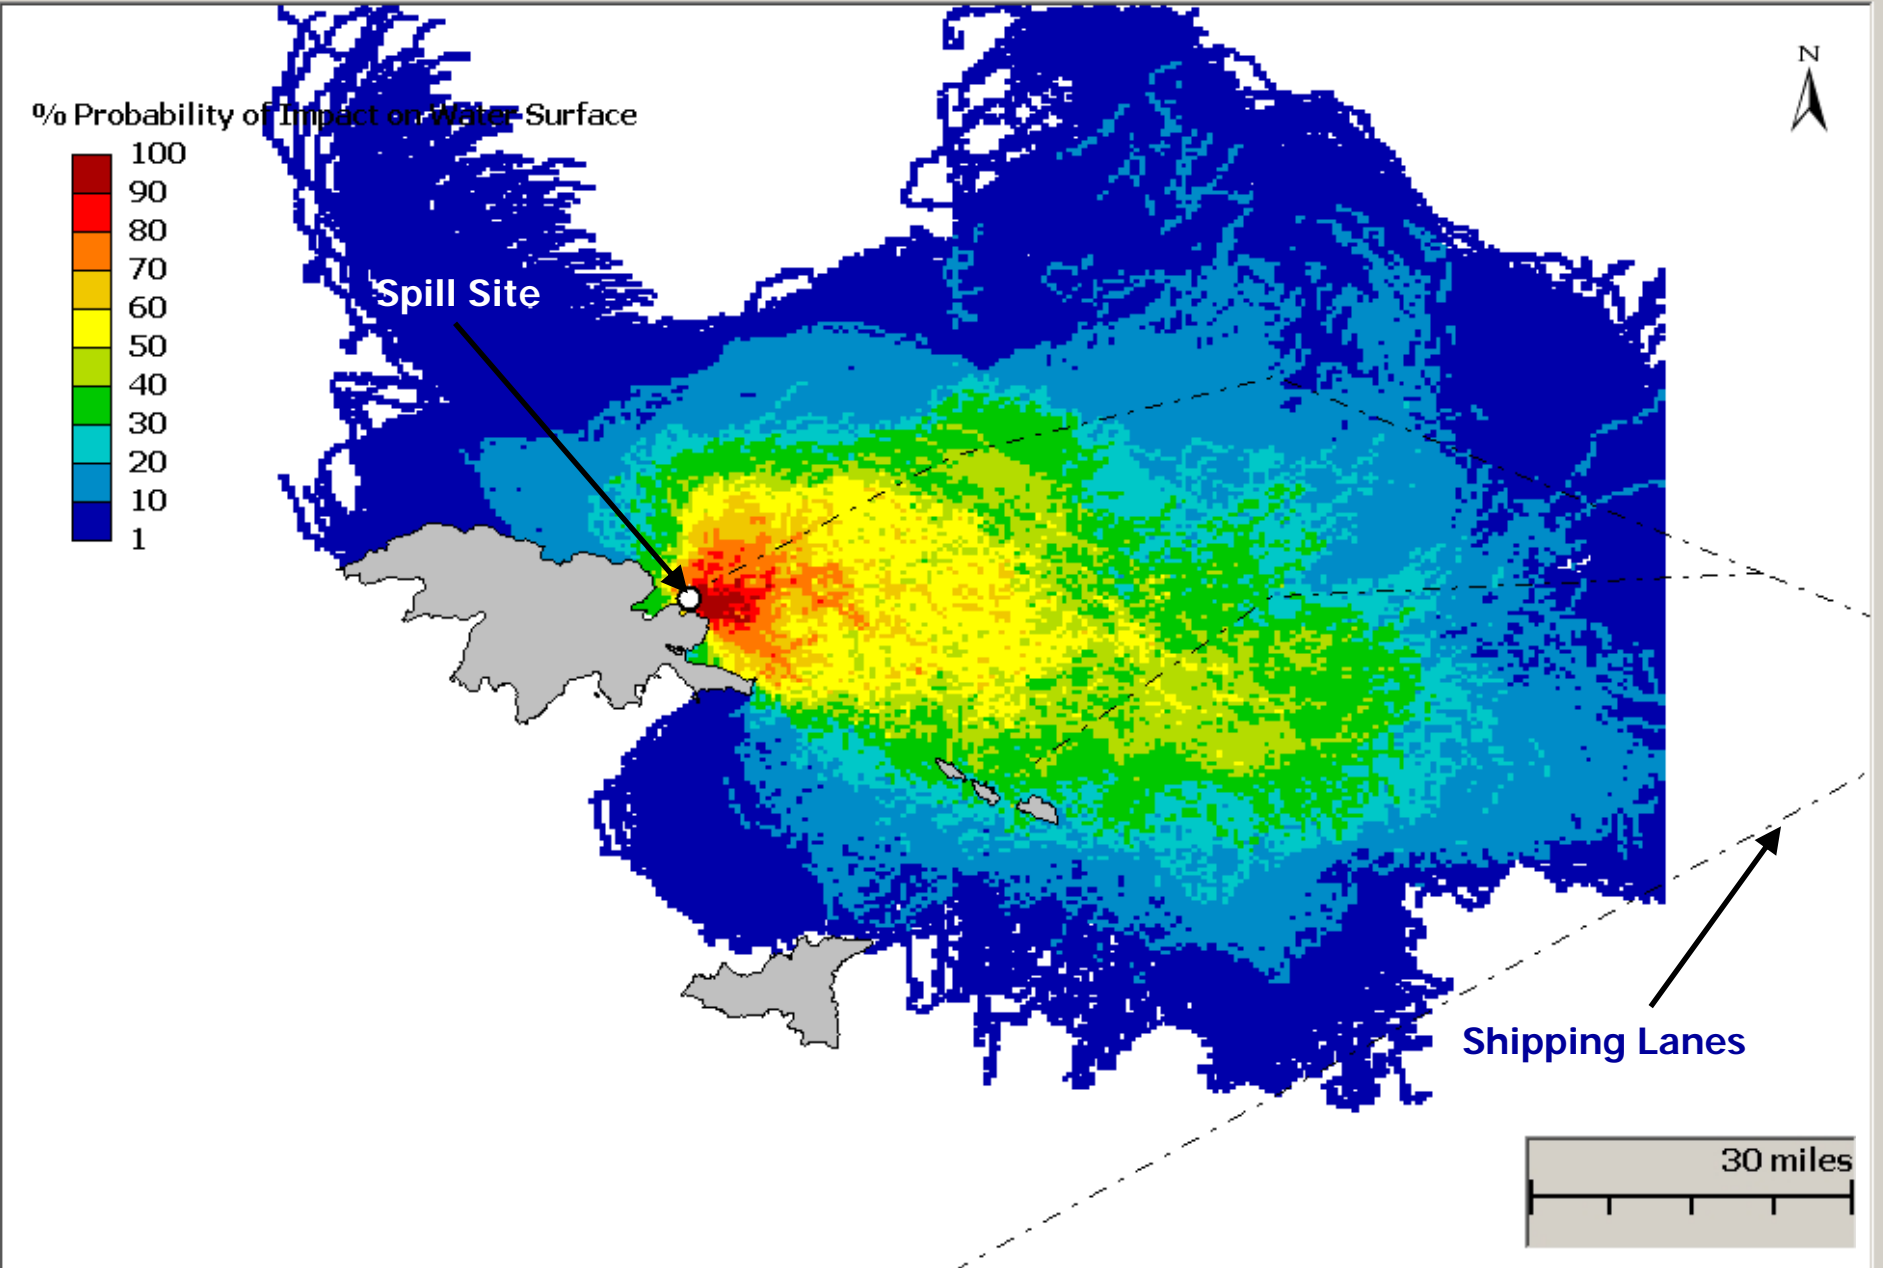 N
% Probability of Impact on Water Surface
100
90
80
70
60
50
40
30
20
10
1
Spill Site
Shipping Lanes
30 miles